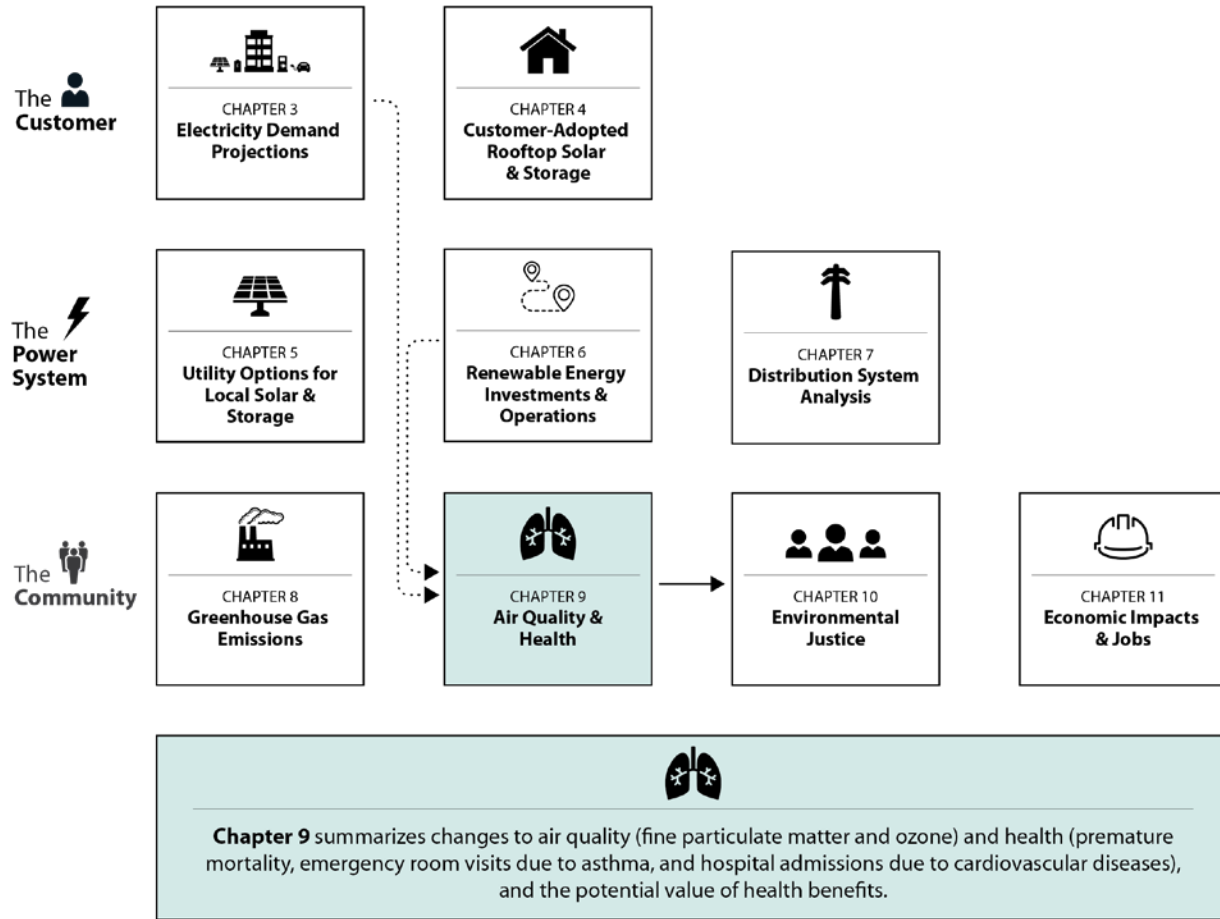 The
Customer
CHAPTER 3
Electricity Demand
Projections
CHAPTER 4
Customer-Adopted
Rooftop Solar
& Storage
The
Power
System
CHAPTER 5
Utility Options for
Local Solar &
Storage
CHAPTER 6
Renewable Energy
Investments &
Operations
CHAPTER 7
Distribution System
Analysis
The
Community
CHAPTER 8
Greenhouse Gas
Emissions
CHAPTER 9
Air Quality &
Health
CHAPTER 10
Environmental
Justice
CHAPTER 11
Economic Impacts
& Jobs
Chapter 9 summarizes changes to air quality (fine particulate matter and ozone) and health (premature
mortality, emergency room visits due to asthma, and hospital admissions due to cardiovascular diseases),
and the potential value of health benefits.